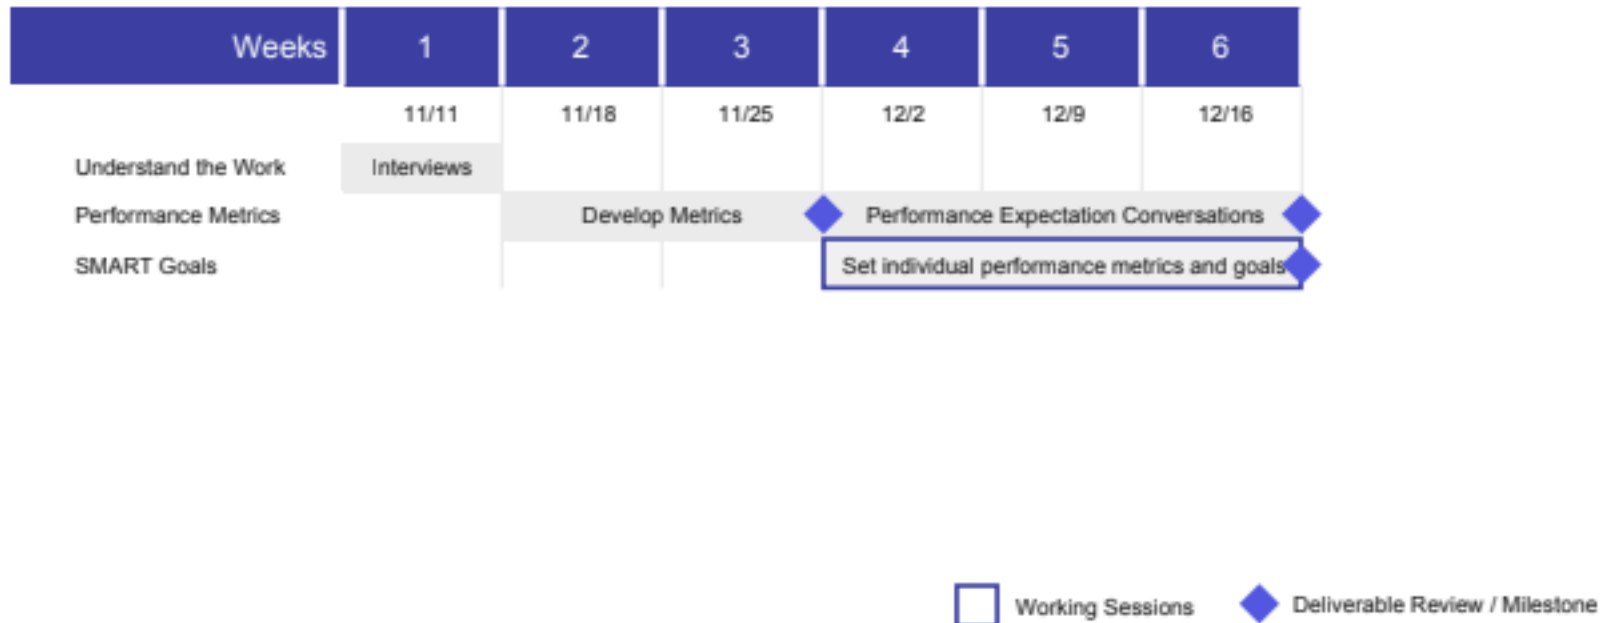 Weeks 1 2 3 4 5 6
11/11 11/18 11/25 12/2 12/9 12/16
Understand the Work Interviews
Performance Metrics Develop Metrics Performance Expectation Conversations
SMART Goals Set individual performance metrics and goals
Working Sessions Deliverable Review / Milestone